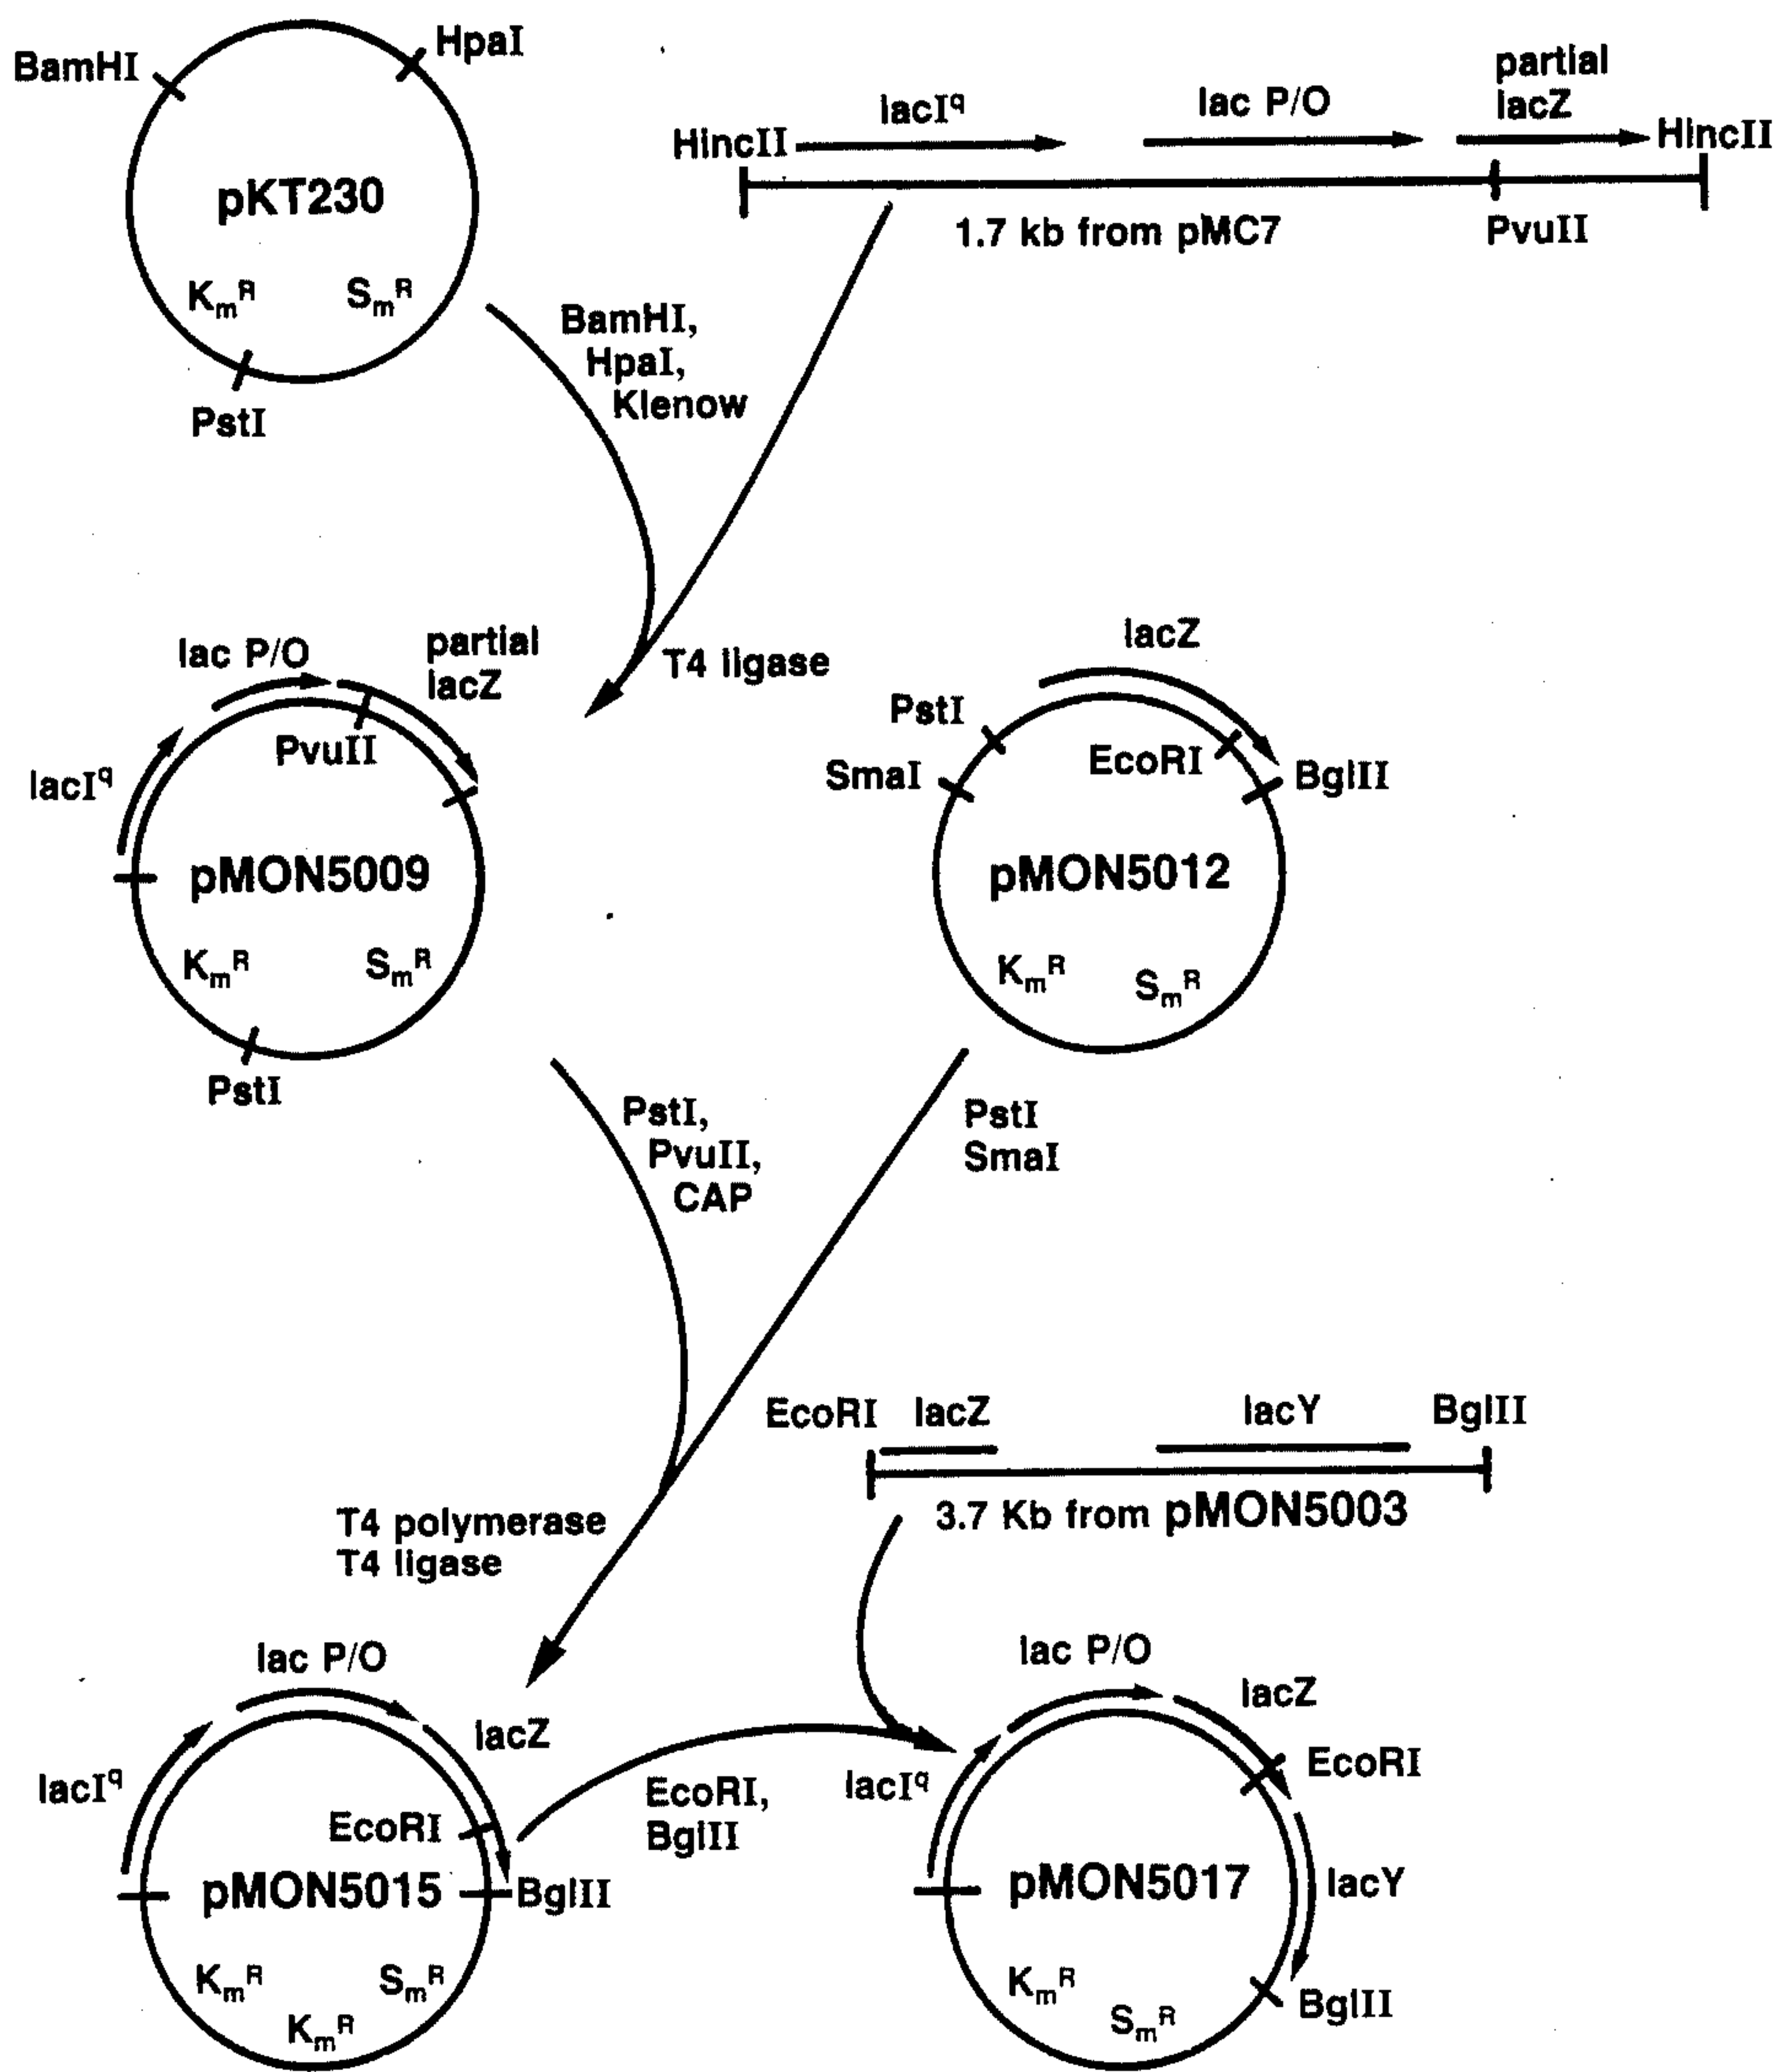 BamHI
HpaI
pKT230
KmR
SmR
PstI
HincII
lacIq
lac P/O
partial
lacZ
HincII
1.7 kb from pMC7
PvuII
BamHI,
HpaI,
Klenow
T4 ligase
lac P/O
partial
lacZ
PvuII
lacIq
pMON5009
KmR
SmR
PstI
lacZ
PstI
SmaI
EcoRI
BglII
pMON5012
KmR
SmR
PstI,
PvuII,
CAP
PstI
SmaI
EcoRI
lacZ
lacY
BglII
3.7 Kb from pMON5003
T4 polymerase
T4 ligase
lac P/O
lacZ
lacIq
EcoRI
pMON5015
BglII
KmR
SmR
KmR
EcoRI,
BglII
lac P/O
lacZ
lacIq
EcoRI
pMON5017
lacY
KmR
SmR
BglII